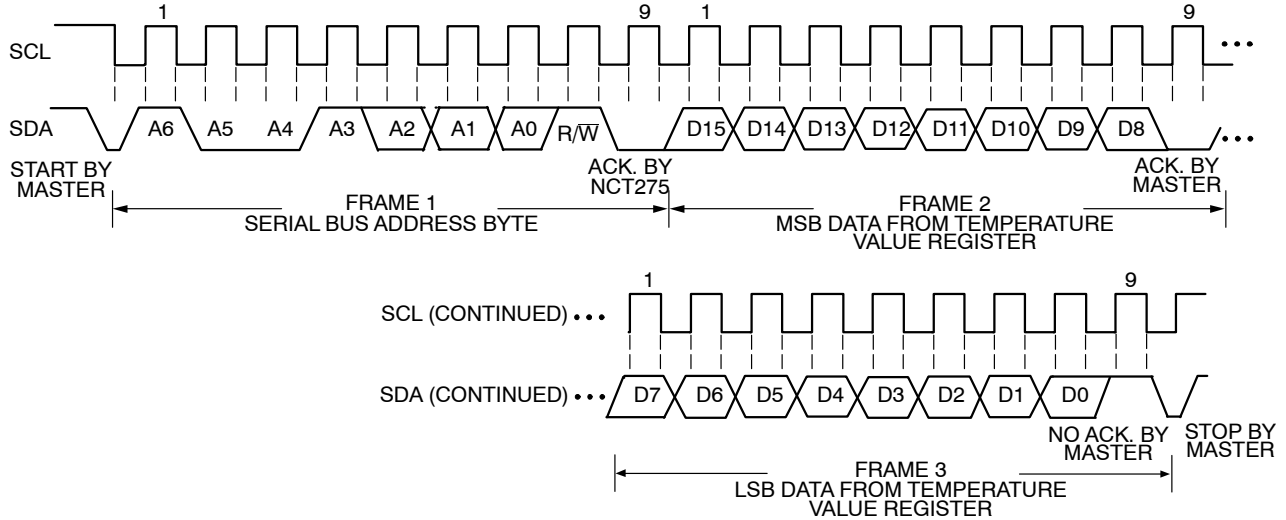 1 9 1 9
SCL
SDA A6 A5 A4 A3 A2 A1 A0 R/W̅ D15 D14 D13 D12 D11 D10 D9 D8
START BY
MASTER
ACK. BY
NCT275
ACK. BY
MASTER
FRAME 1
SERIAL BUS ADDRESS BYTE
FRAME 2
MSB DATA FROM TEMPERATURE
VALUE REGISTER
1 9
SCL (CONTINUED)
SDA (CONTINUED) D7 D6 D5 D4 D3 D2 D1 D0
NO ACK. BY
MASTER
STOP BY
MASTER
FRAME 3
LSB DATA FROM TEMPERATURE
VALUE REGISTER